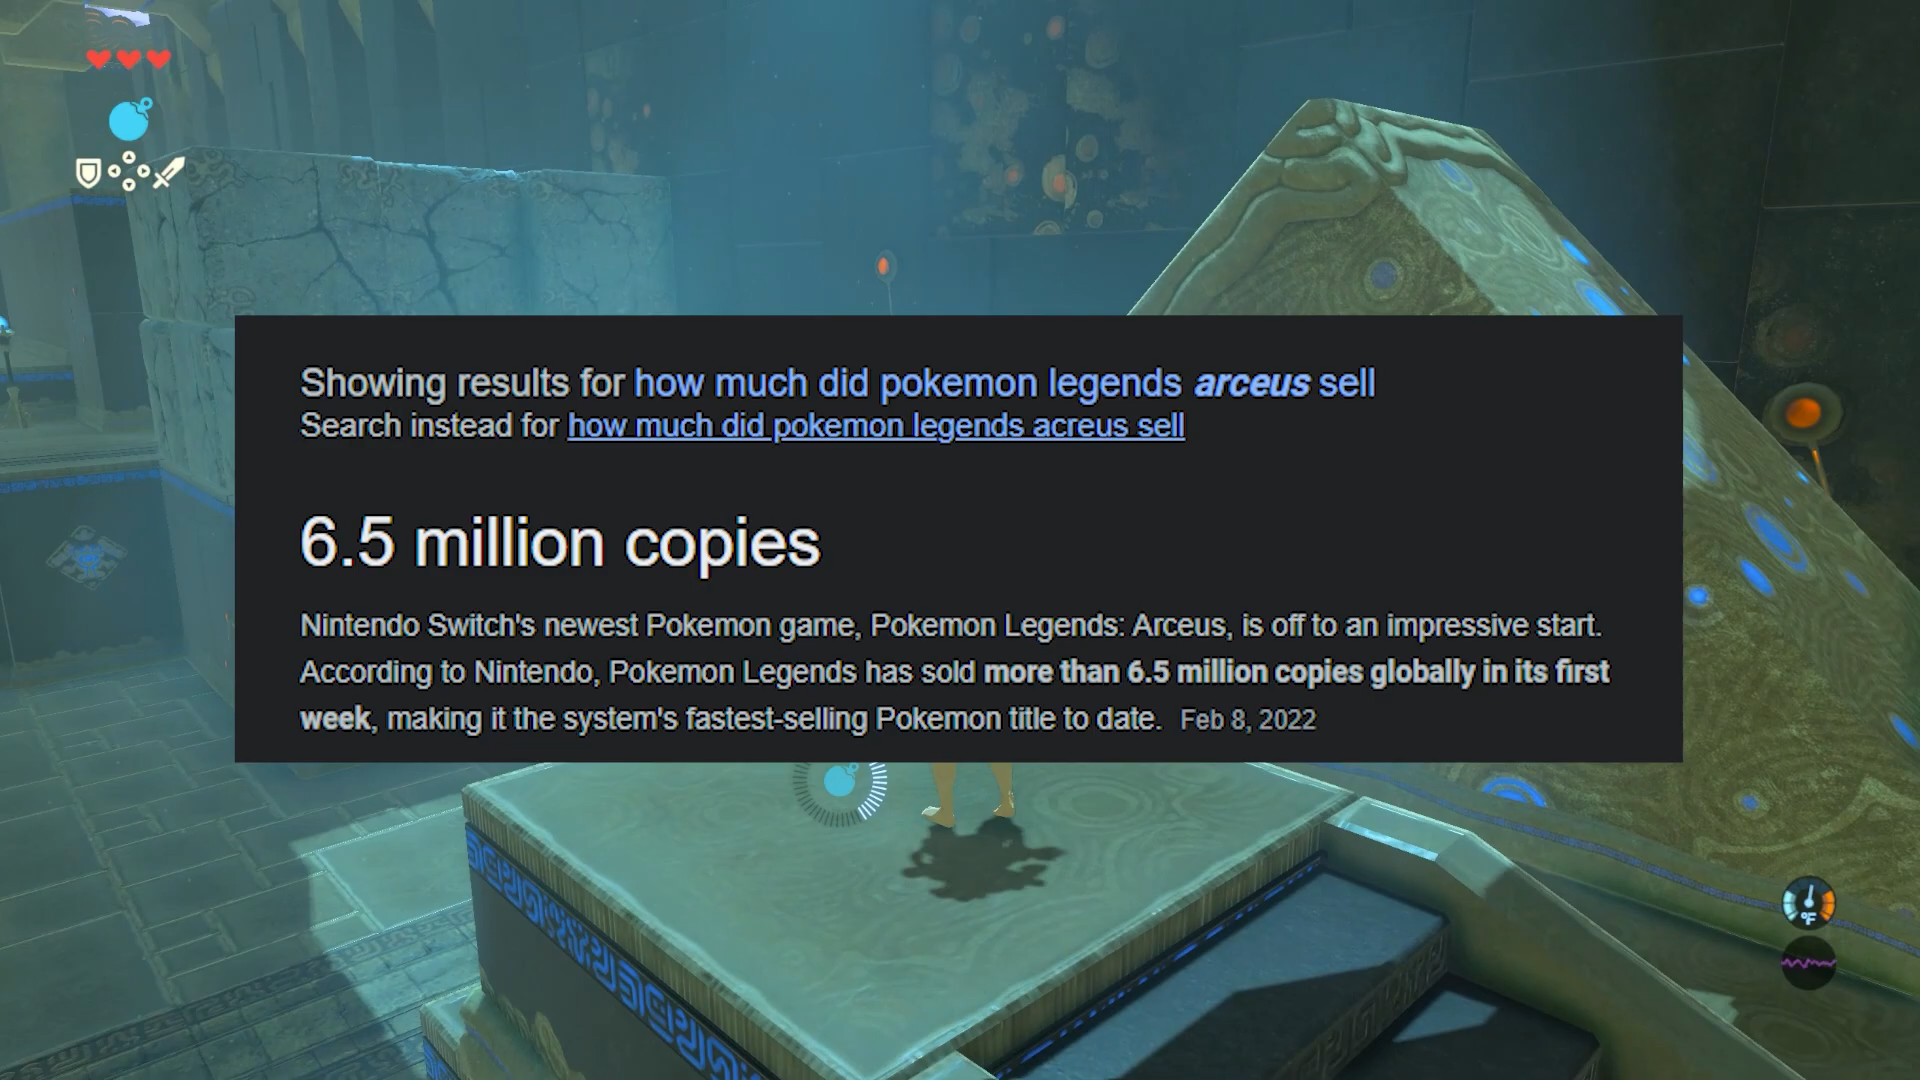 Showing results for how much did pokemon legends arceus sell
Search instead for how much did pokemon legends acreus sell
6.5 million copies
Nintendo Switch's newest Pokemon game, Pokemon Legends: Arceus, is off to an impressive start.
According to Nintendo, Pokemon Legends has sold more than 6.5 million copies globally in its first
week, making it the system's fastest-selling Pokemon title to date. Feb 8, 2022
°F